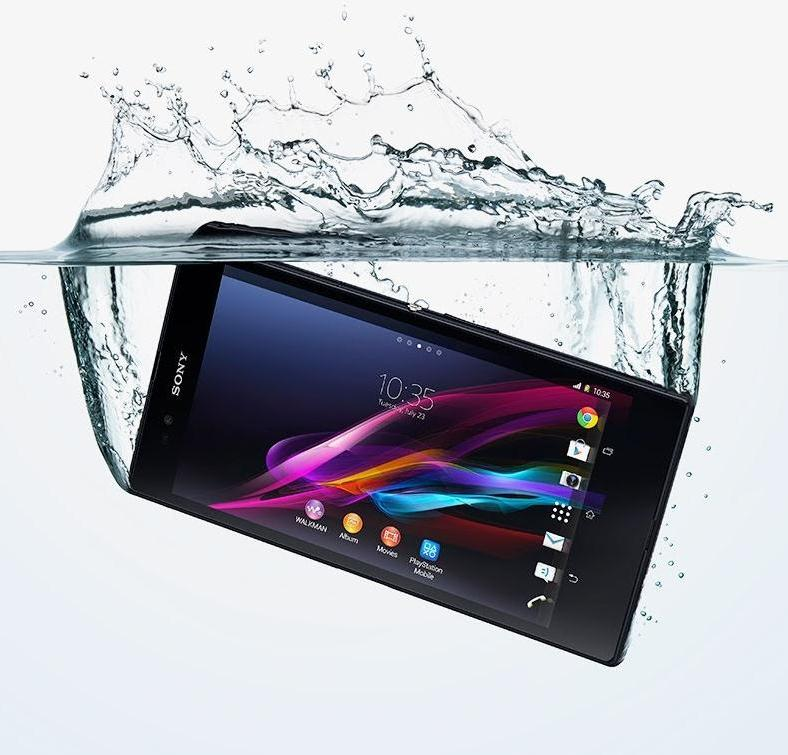 SONY
10:35
Tuesday, July 23
10:35
WALKMAN
Album
Movies
PlayStation
Mobile